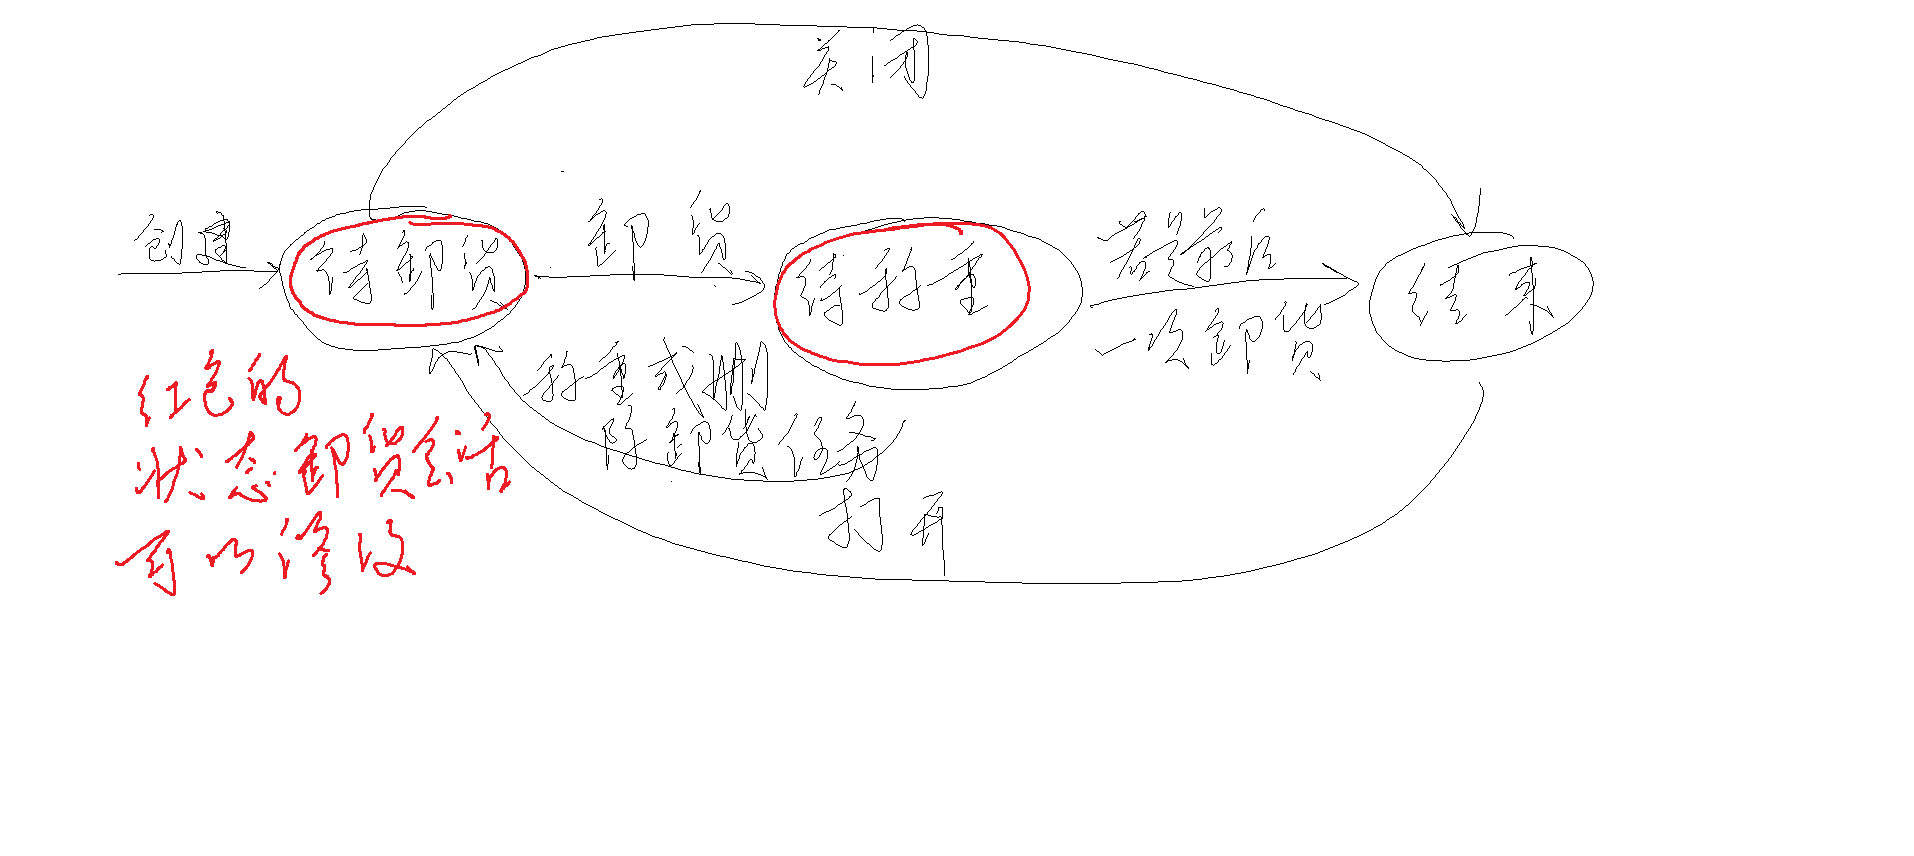 关闭
创建
待卸货
卸货
待称重
若是最后
一次卸货
结束
称重或删
除卸货任务
打开
红色的
状态卸货会话
可以修改